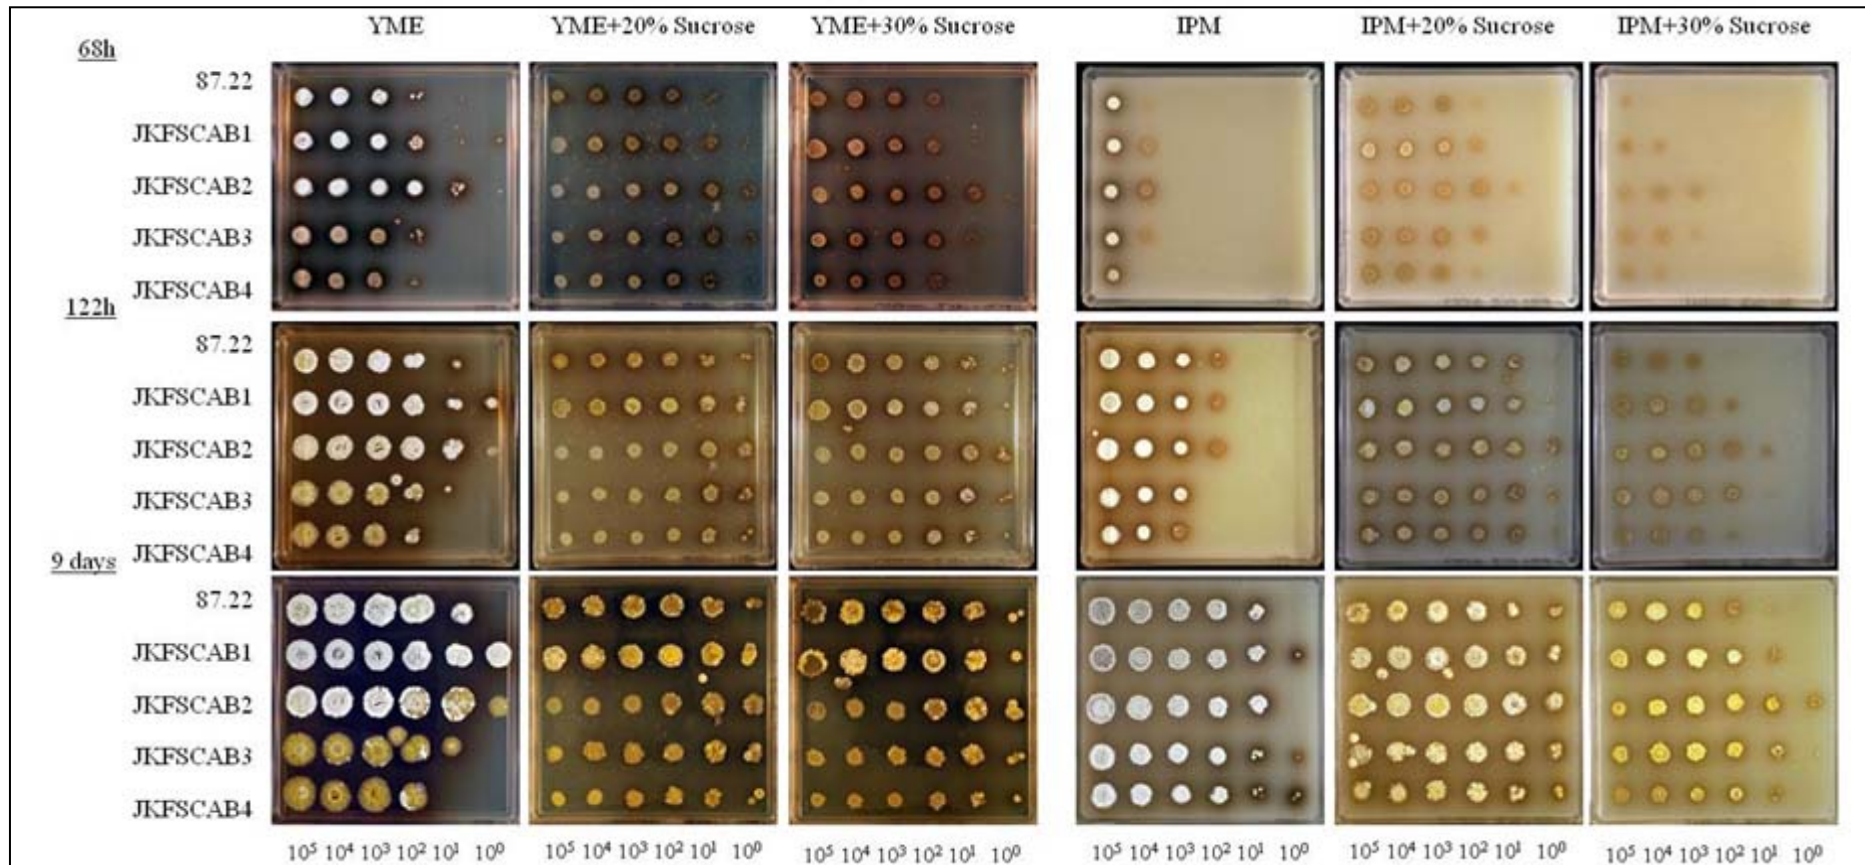 YME YME+20% Sucrose YME+30% Sucrose IPM IPM+20% Sucrose IPM+30% Sucrose
68h
87.22
JKFSCAB1
JKFSCAB2
JKFSCAB3
JKFSCAB4
122h
87.22
JKFSCAB1
JKFSCAB2
JKFSCAB3
JKFSCAB4
9 days
87.22
JKFSCAB1
JKFSCAB2
JKFSCAB3
JKFSCAB4
10⁵ 10⁴ 10³ 10² 10¹ 10⁰ 10⁵ 10⁴ 10³ 10² 10¹ 10⁰ 10⁵ 10⁴ 10³ 10² 10¹ 10⁰ 10⁵ 10⁴ 10³ 10² 10¹ 10⁰ 10⁵ 10⁴ 10³ 10² 10¹ 10⁰ 10⁵ 10⁴ 10³ 10² 10¹ 10⁰